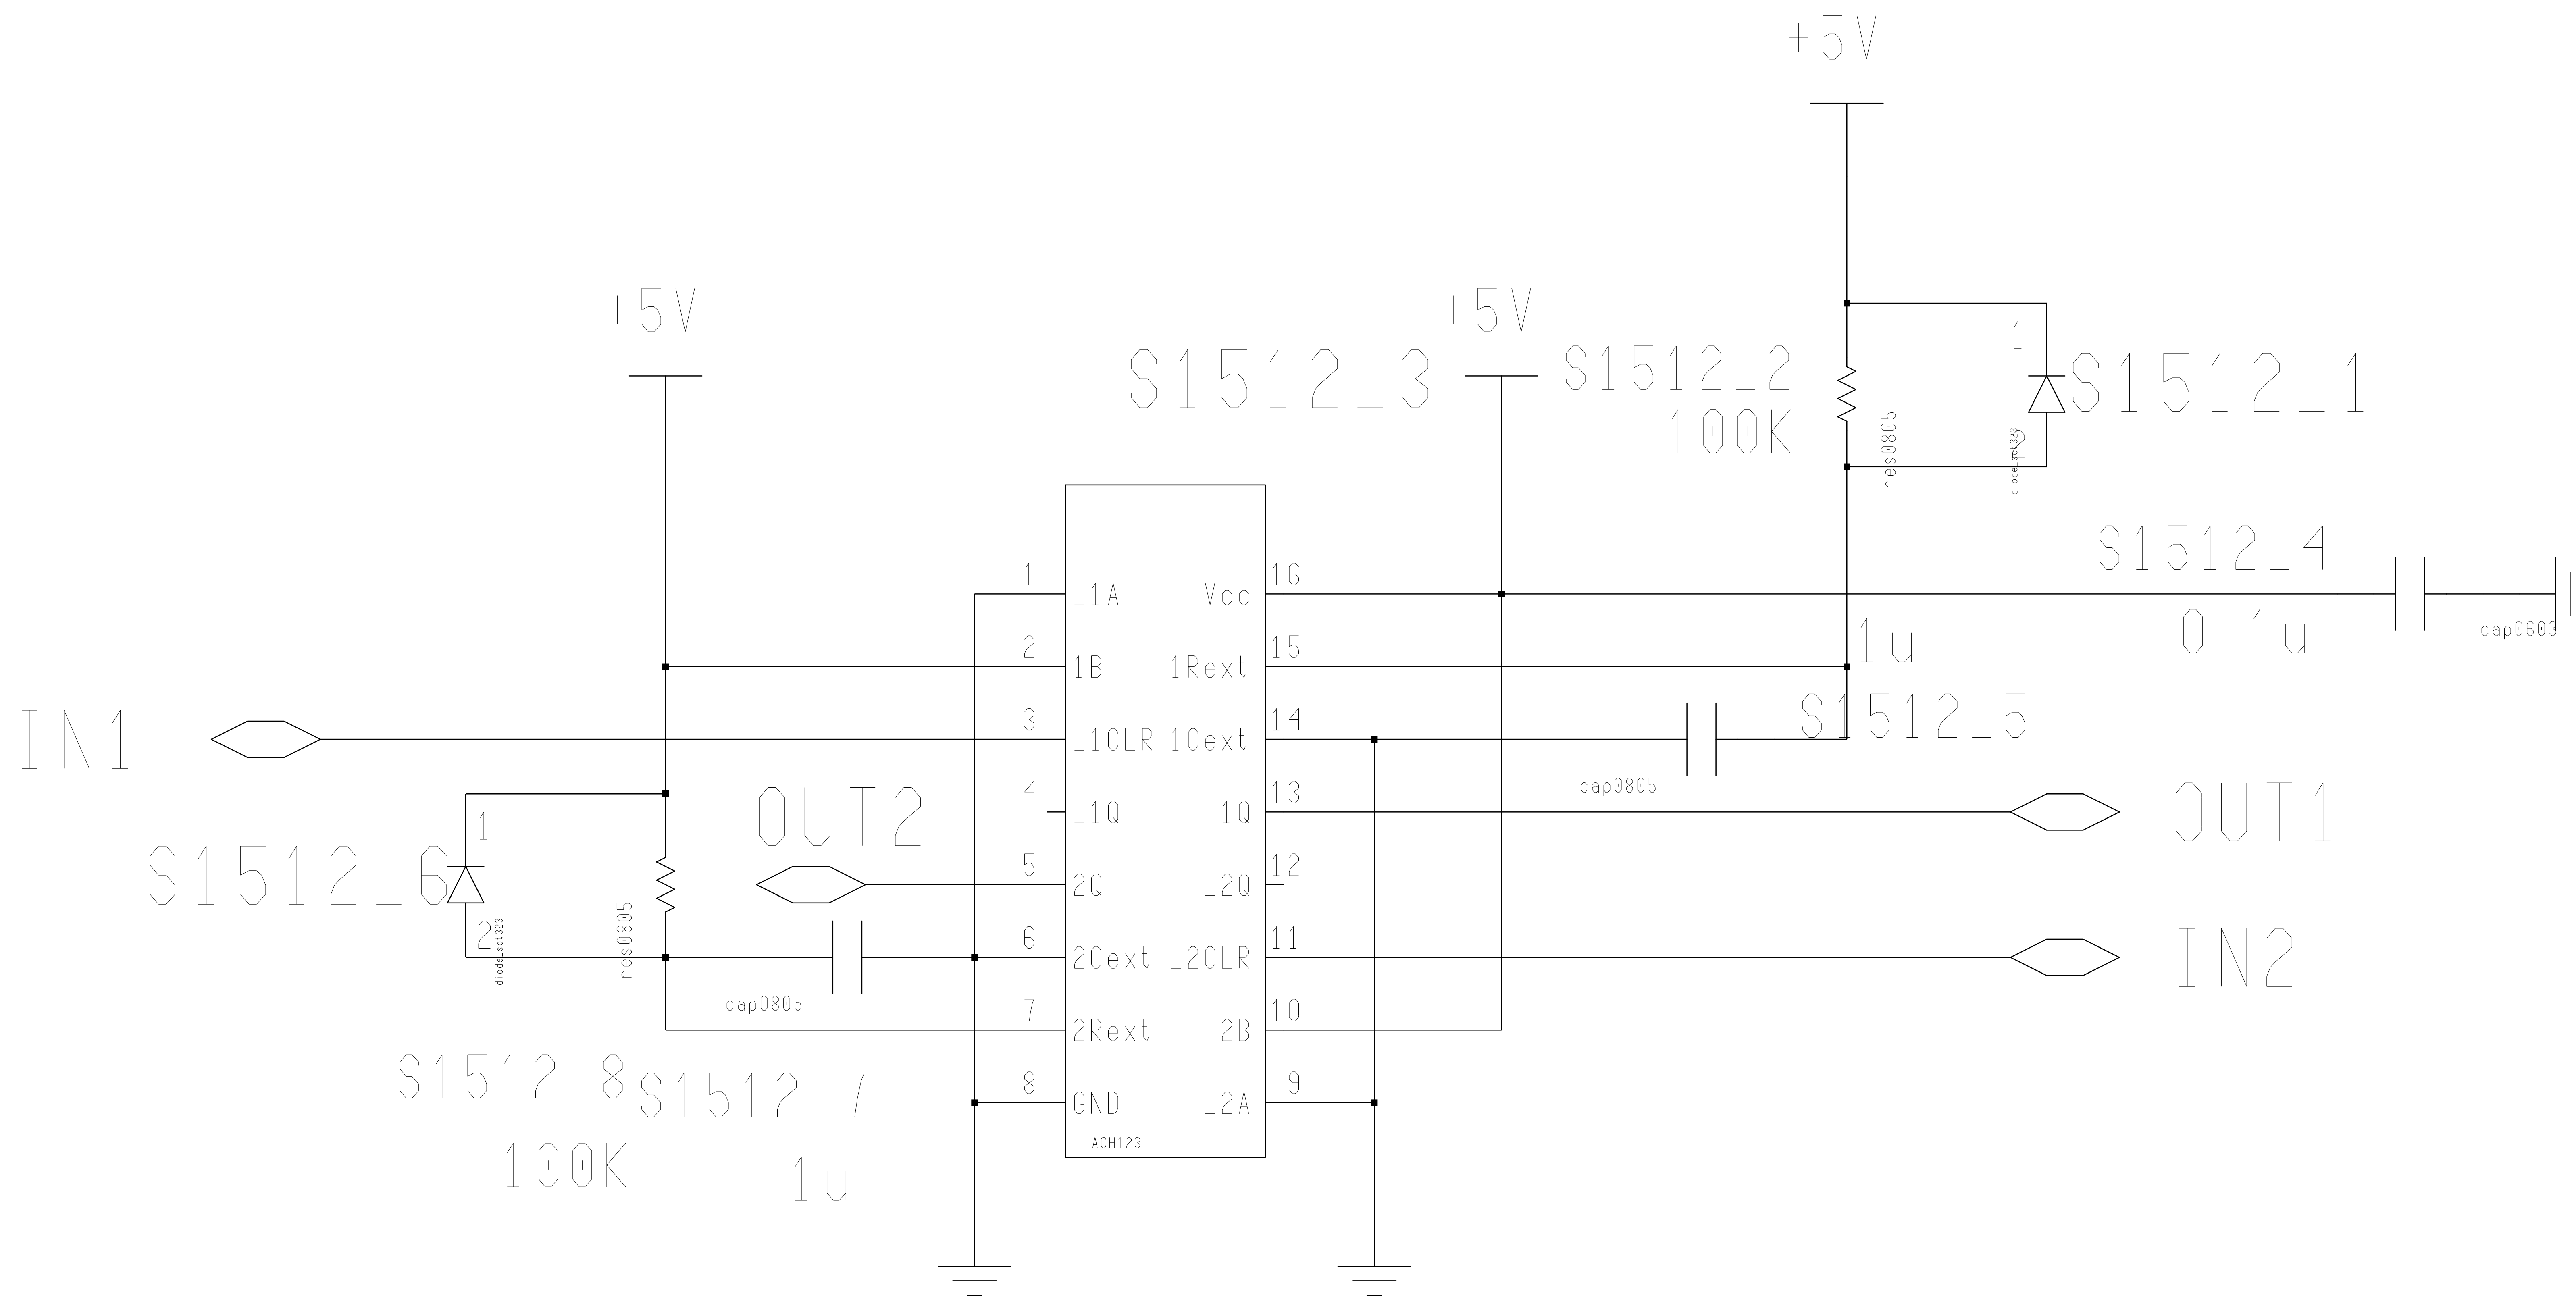 +5V
+5V
+5V
S1512_3
S1512_2
100K
res0805
1
2
diode_sot323
S1512_1
S1512_4
0.1u
cap0603
1
_1A
Vcc
16
2
1B
1Rext
15
1u
IN1
3
_1CLR
1Cext
14
S1512_5
cap0805
4
_1Q
1Q
13
OUT1
OUT2
5
2Q
_2Q
12
S1512_6
1
2
diode_sot323
res0805
6
2Cext
_2CLR
11
IN2
cap0805
7
2Rext
2B
10
S1512_8
S1512_7
100K
1u
8
GND
_2A
9
ACH123